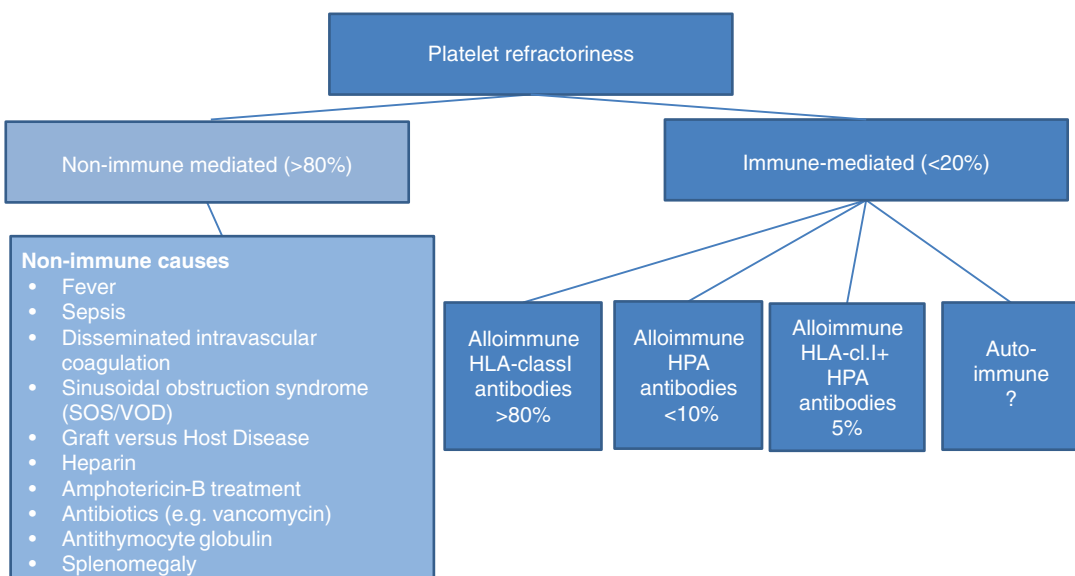 Platelet refractoriness
Non-immune mediated (>80%)
Immune-mediated (<20%)
Non-immune causes
• Fever
• Sepsis
• Disseminated intravascular
coagulation
• Sinusoidal obstruction syndrome
(SOS/VOD)
• Graft versus Host Disease
• Heparin
• Amphotericin-B treatment
• Antibiotics (e.g. vancomycin)
• Antithymocyte globulin
• Splenomegaly
Alloimmune
HLA-classI
antibodies
>80%
Alloimmune
HPA
antibodies
<10%
Alloimmune
HLA-cl.I+
HPA
antibodies
5%
Auto-
immune
?